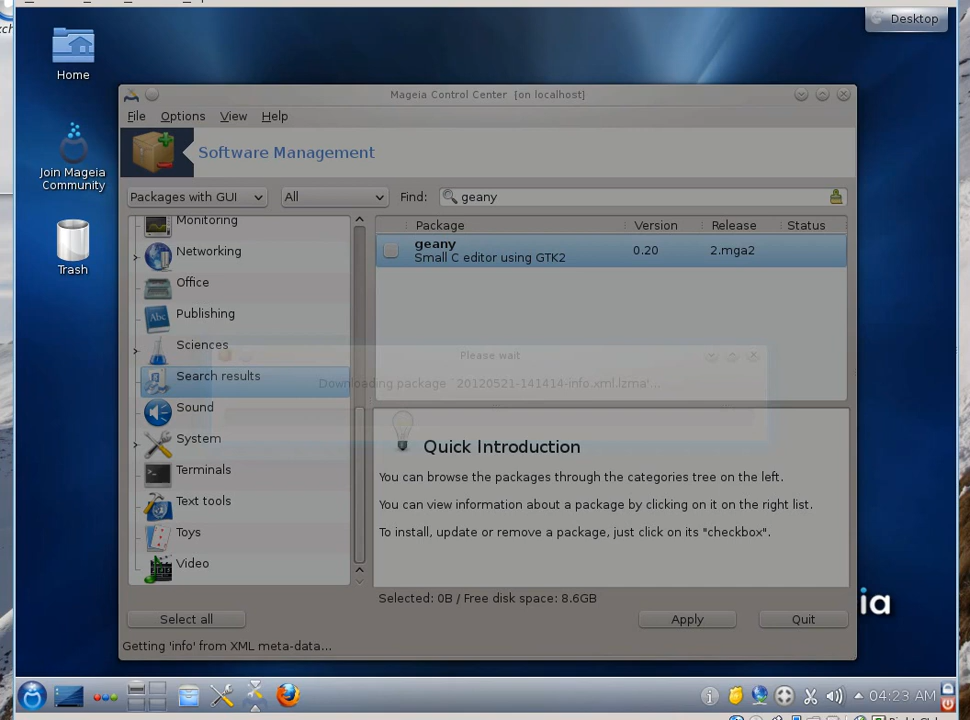 Desktop
Home
Mageia Control Center [on localhost]
File Options View Help
Join Mageia
Community
Software Management
Packages with GUI All Find: geany
Trash
Monitoring
Networking
Office
Publishing
Sciences
Search results
Sound
System
Terminals
Text tools
Toys
Video
Package Version Release Status
geany
Small C editor using GTK2 0.20 2.mga2
Please wait
Downloading package `20120521-141414-info.xml.lzma'...
Quick Introduction
You can browse the packages through the categories tree on the left.
You can view information about a package by clicking on it on the right list.
To install, update or remove a package, just click on its "checkbox".
Selected: 0B / Free disk space: 8.6GB
Select all Apply Quit
ia
Getting 'info' from XML meta-data...
04:23 AM